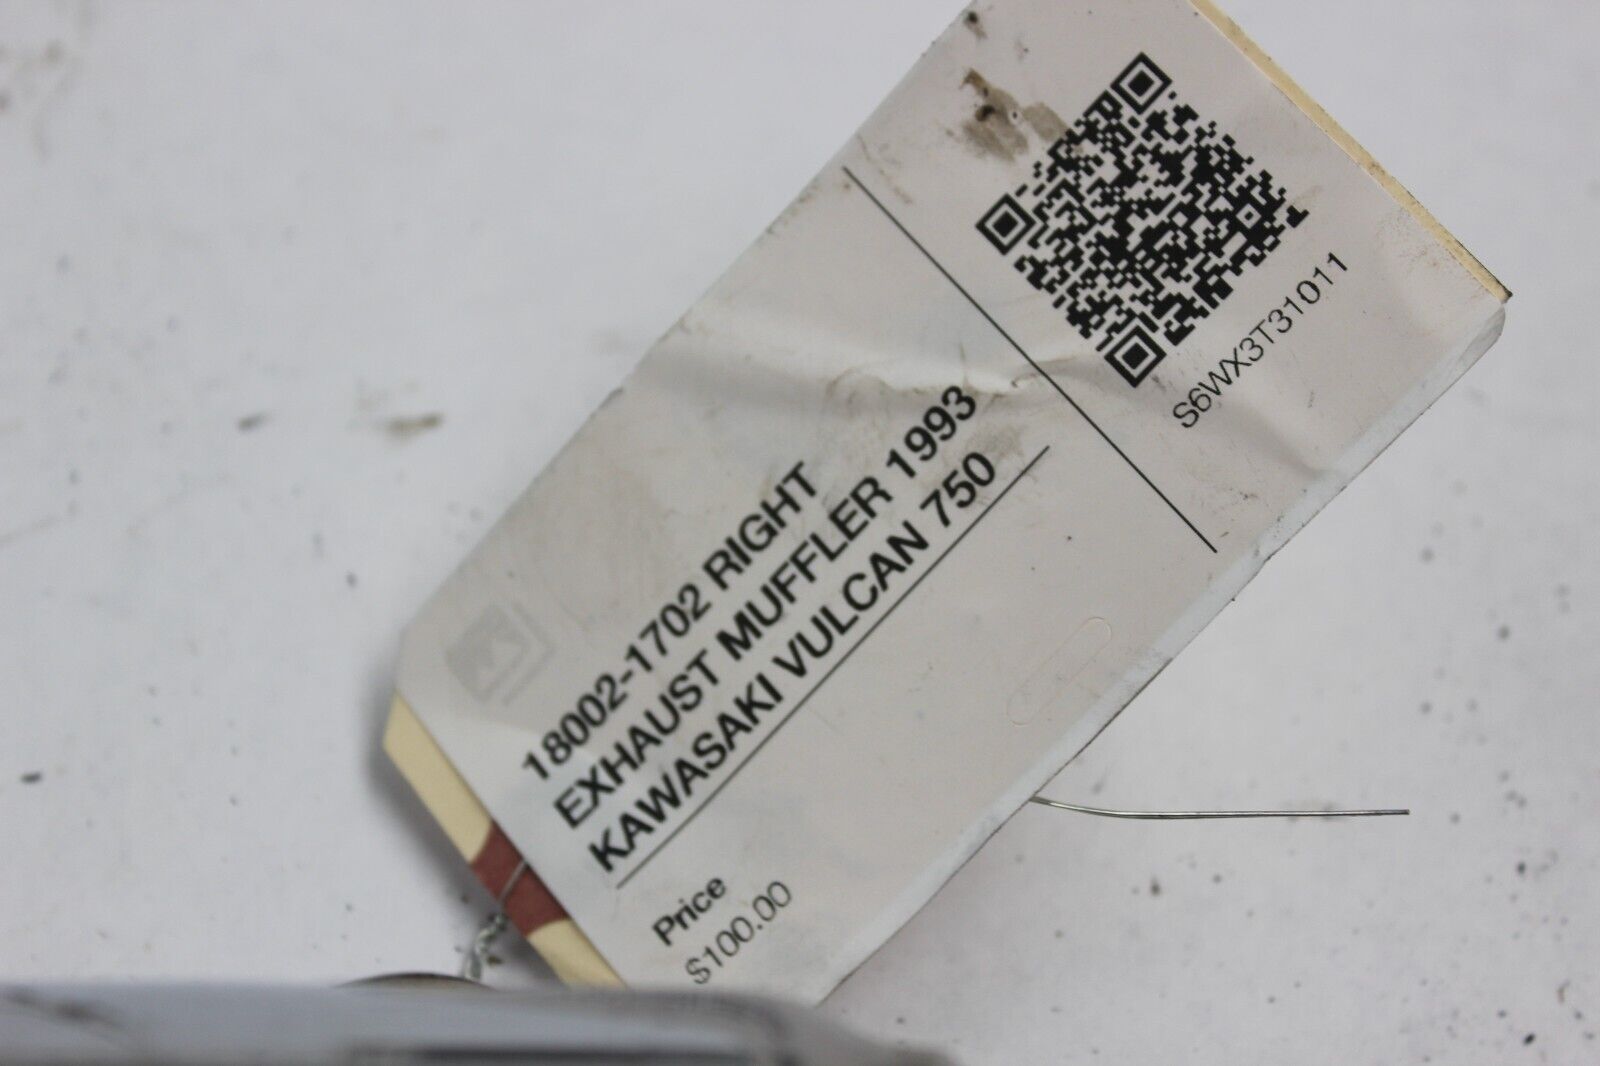 18002-1702 RIGHT
EXHAUST MUFFLER 1993
KAWASAKI VULCAN 750
Price
$100.00
S6WX3T31011